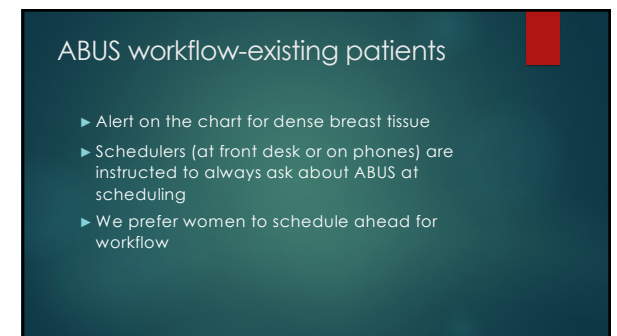 ABUS workflow-existing patients
► Alert on the chart for dense breast tissue
► Schedulers (at front desk or on phones) are
instructed to always ask about ABUS at
scheduling
► We prefer women to schedule ahead for
workflow